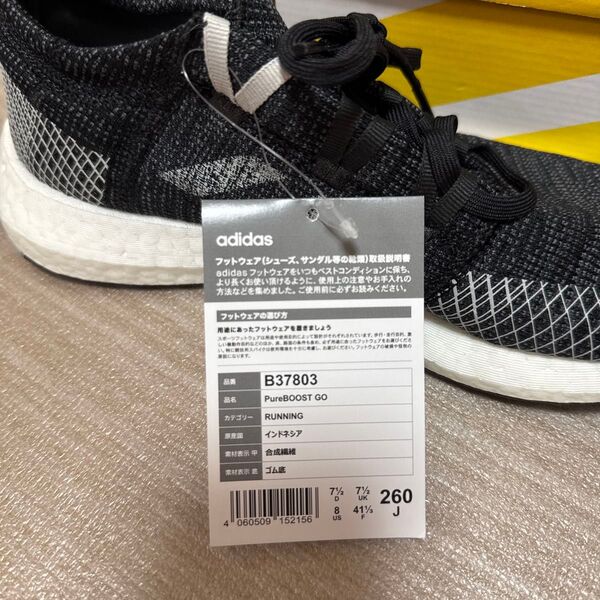 adidas
フットウェア(シューズ、サンダル等の総称)取扱説明書
adidas フットウェアをいつもベストコンディションに保ち、
より長くお使い頂けるように、使用上の注意やお手入れの
方法などを集めました。ご使用前に必ずお読みください。
フットウェアの選び方
用途にあったフットウェアを履きましょう
品番 B37803
品名 PureBOOST GO
カテゴリー RUNNING
原産国 インドネシア
素材表示 甲 合成繊維
素材表示 底 ゴム底
7½ 7½ 260
D UK J
8 41⅓
US F
4 060509 152156